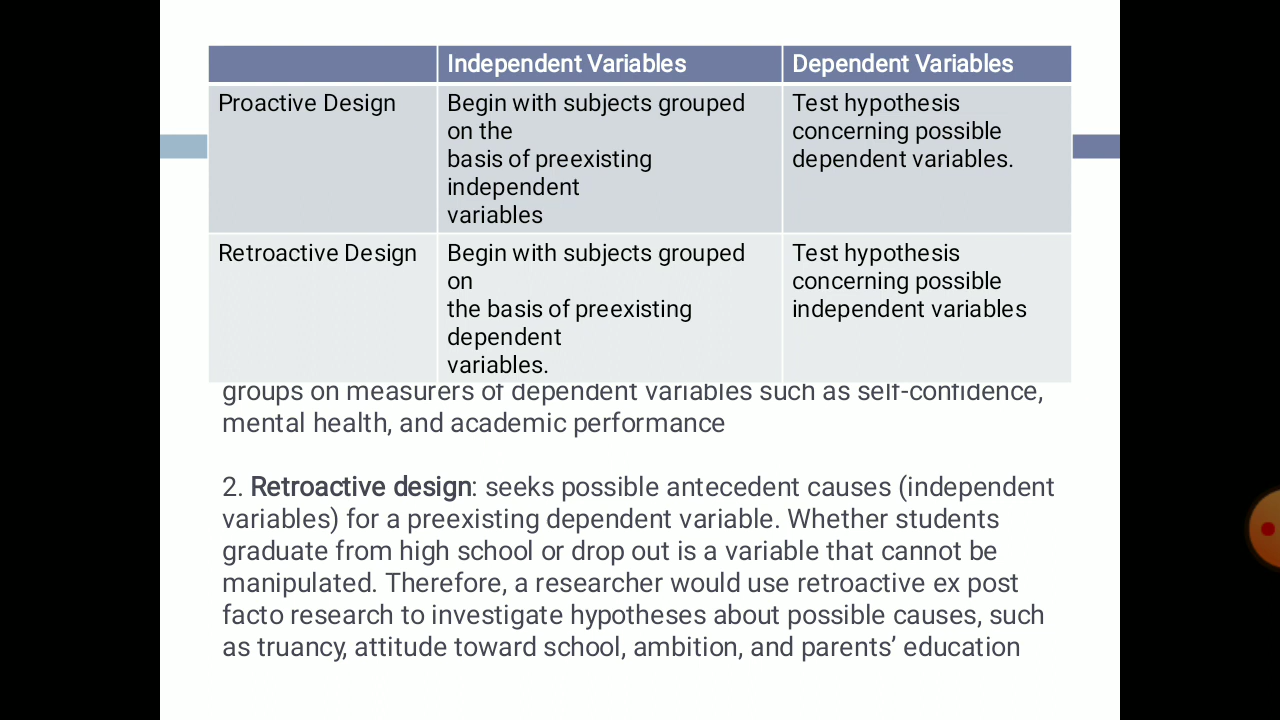 Independent Variables
Dependent Variables
Proactive Design
Begin with subjects grouped
on the
basis of preexisting
independent
variables
Test hypothesis
concerning possible
dependent variables.
Retroactive Design
Begin with subjects grouped
on
the basis of preexisting
dependent
variables.
Test hypothesis
concerning possible
independent variables
groups on measurers of dependent variables such as self-confidence,
mental health, and academic performance
2. Retroactive design: seeks possible antecedent causes (independent
variables) for a preexisting dependent variable. Whether students
graduate from high school or drop out is a variable that cannot be
manipulated. Therefore, a researcher would use retroactive ex post
facto research to investigate hypotheses about possible causes, such
as truancy, attitude toward school, ambition, and parents’ education